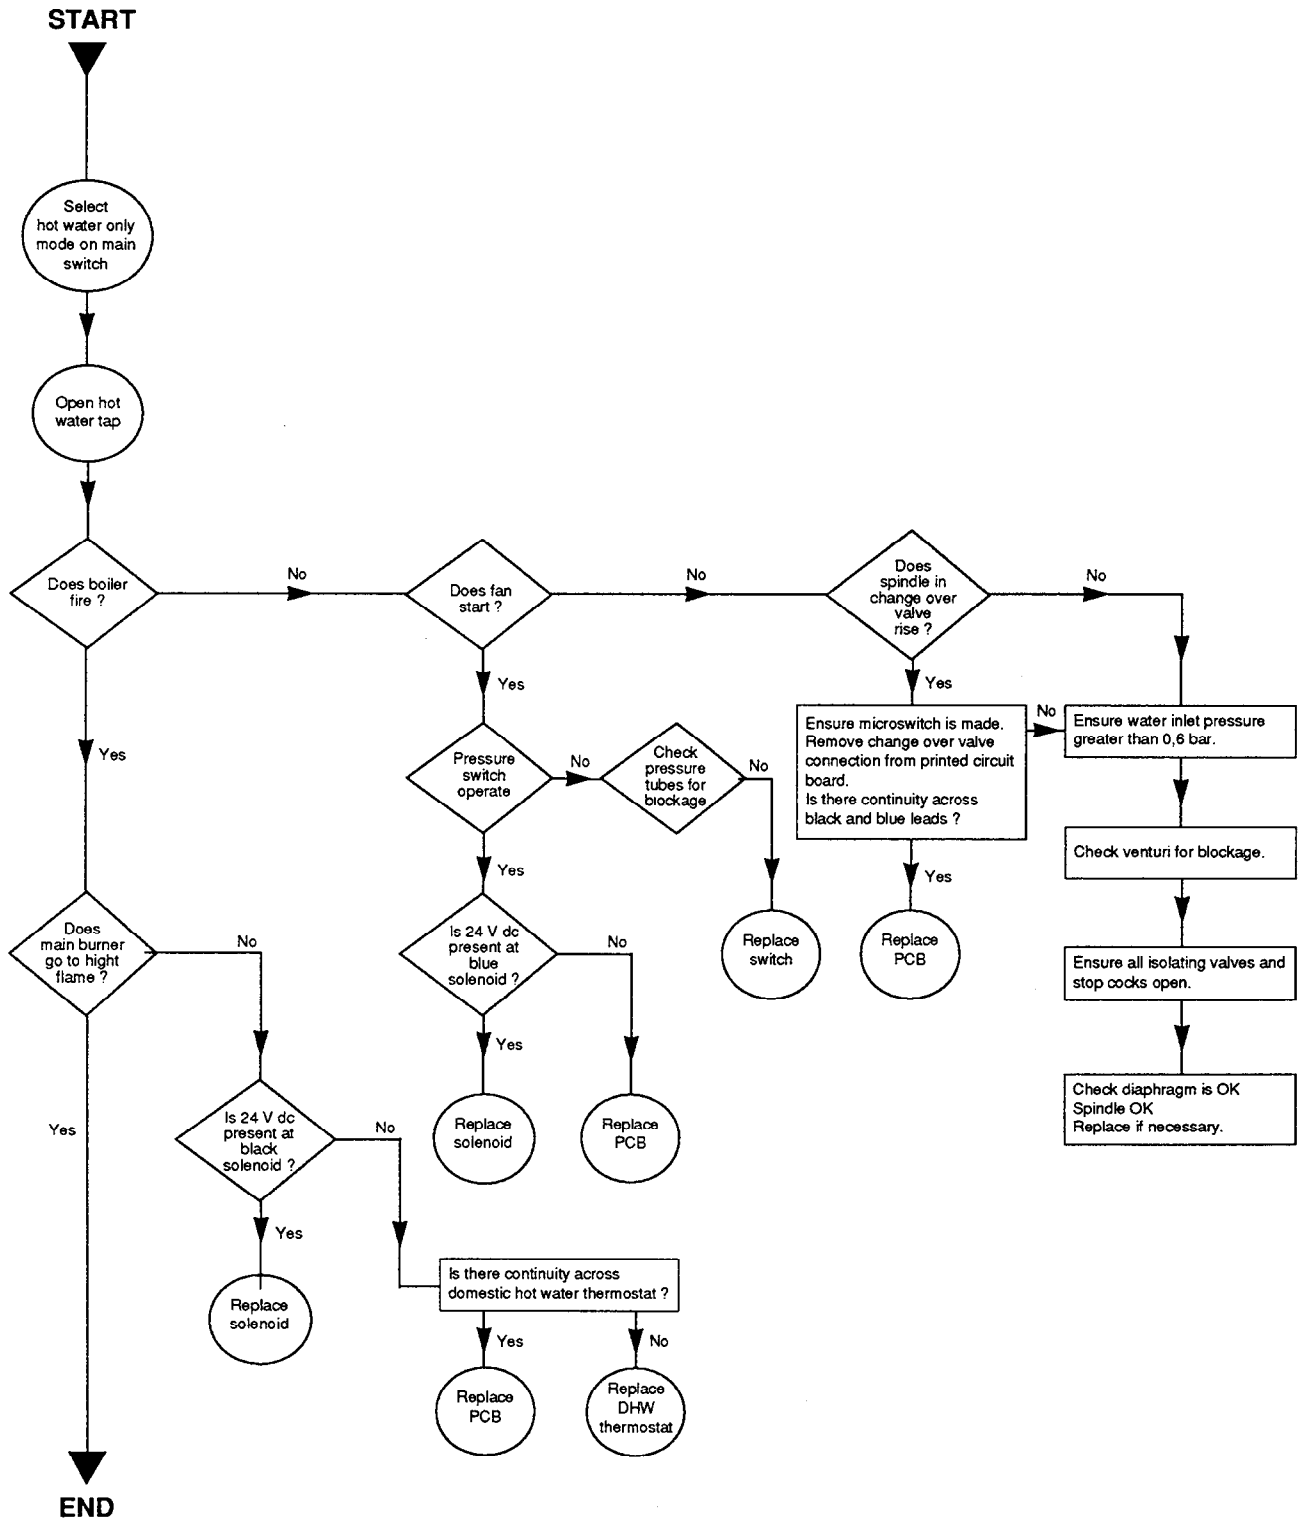 START
Select
hot water only
mode on main
switch
Open hot
water tap
Does boiler
fire ?
No
Does fan
start ?
No
Does
spindle in
change over
valve
rise ?
No
Yes
Yes
Yes
Pressure
switch
operate
No
Check
pressure
tubes for
blockage
No
Ensure microswitch is made.
Remove change over valve
connection from printed circuit
board.
Is there continuity across
black and blue leads ?
No
Ensure water inlet pressure
greater than 0,6 bar.
Check venturi for blockage.
Yes
Yes
Does
main burner
go to hight
flame ?
No
Is 24 V dc
present at
blue
solenoid ?
No
Replace
switch
Replace
PCB
Ensure all isolating valves and
stop cocks open.
Yes
Yes
Is 24 V dc
present at
black
solenoid ?
No
Replace
solenoid
Replace
PCB
Check diaphragm is OK
Spindle OK
Replace if necessary.
Yes
Replace
solenoid
Is there continuity across
domestic hot water thermostat ?
Yes
No
Replace
PCB
Replace
DHW
thermostat
END